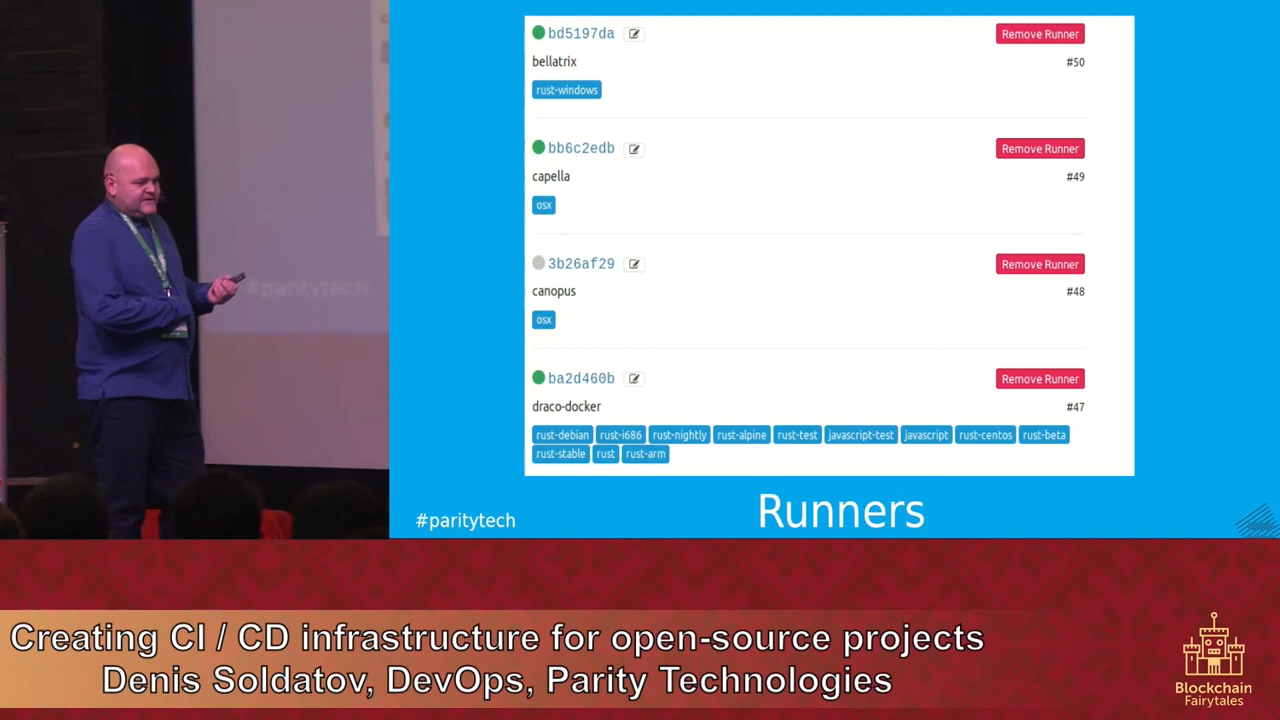 bd5197da
Remove Runner
bellatrix
#50
rust-windows
bb6c2edb
Remove Runner
capella
#49
osx
3b26af29
Remove Runner
canopus
#48
osx
ba2d460b
Remove Runner
draco-docker
#47
rust-debian rust-i686 rust-nightly rust-alpine rust-test javascript-test javascript rust-centos rust-beta
rust-stable rust rust-arm
#paritytech
#paritytech
Runners
Creating CI / CD infrastructure for open-source projects
Denis Soldatov, DevOps, Parity Technologies
Blockchain
Fairytales